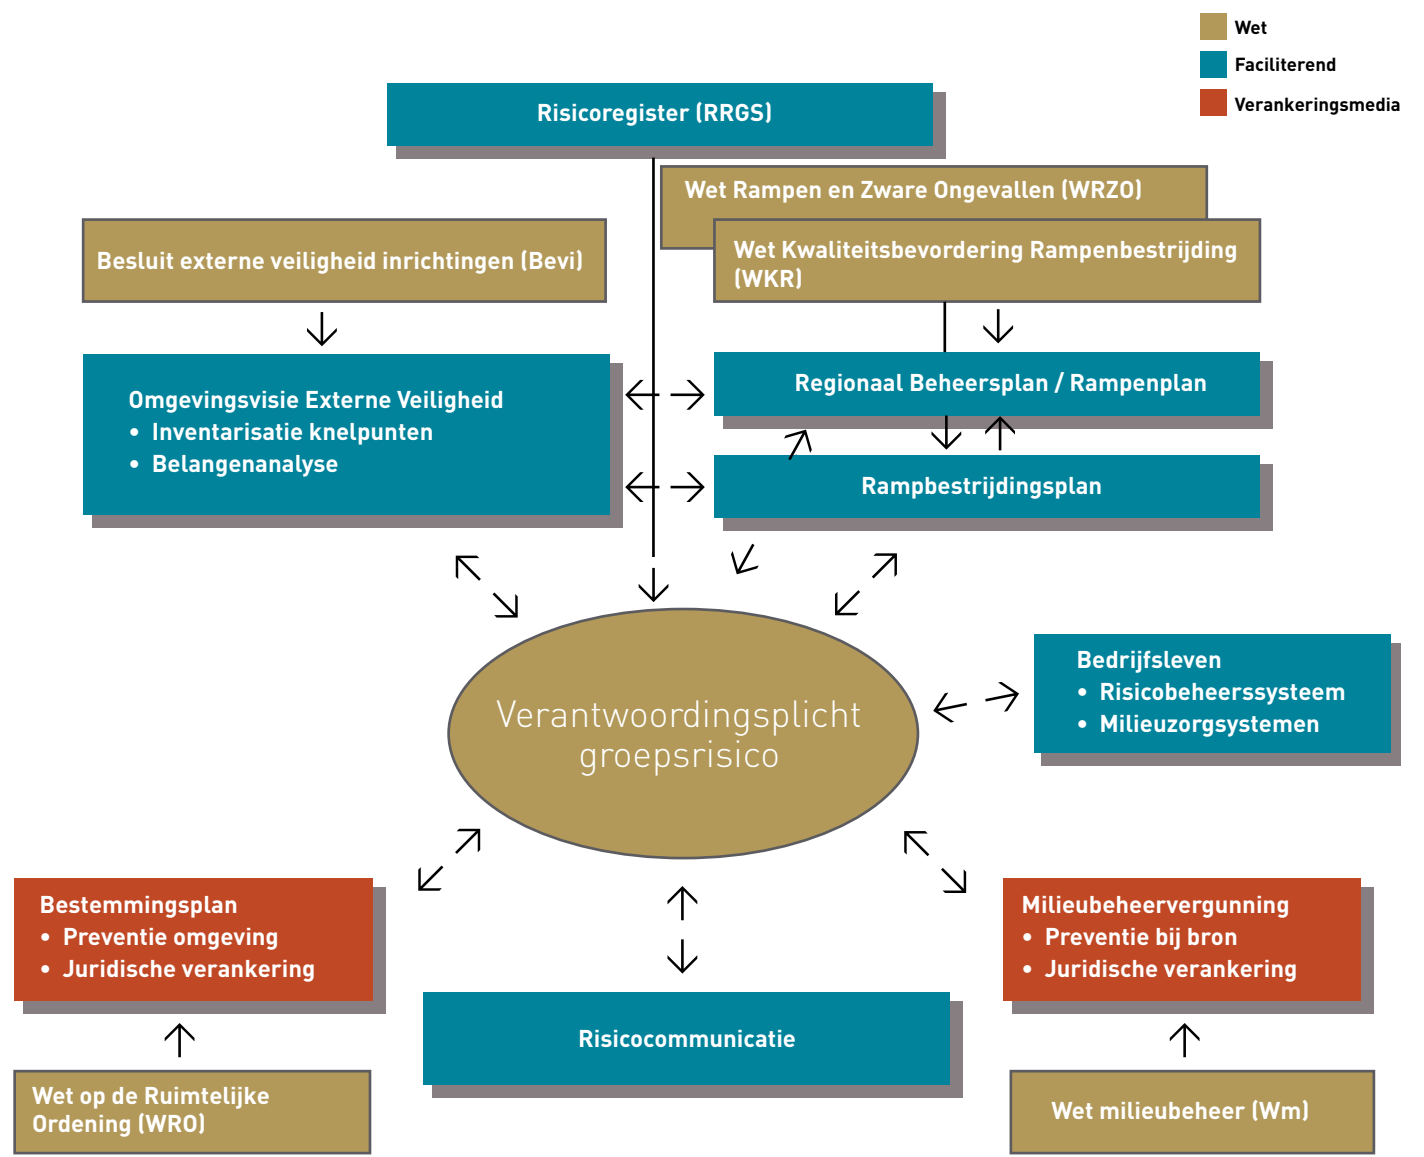 Wet
Faciliterend
Verankeringsmedia
Risicoregister (RRGS)
Wet Rampen en Zware Ongevallen (WRZO)
Besluit externe veiligheid inrichtingen (Bevi)
Wet Kwaliteitsbevordering Rampenbestrijding
(WKR)
Omgevingsvisie Externe Veiligheid
• Inventarisatie knelpunten
• Belangenanalyse
Regionaal Beheersplan / Rampenplan
Rampbestrijdingsplan
Verantwoordingsplicht
groepsrisico
Bedrijfsleven
• Risicobeheerssysteem
• Milieuzorgsystemen
Bestemmingsplan
• Preventie omgeving
• Juridische verankering
Milieubeheervergunning
• Preventie bij bron
• Juridische verankering
Risicocommunicatie
Wet op de Ruimtelijke
Ordening (WRO)
Wet milieubeheer (Wm)